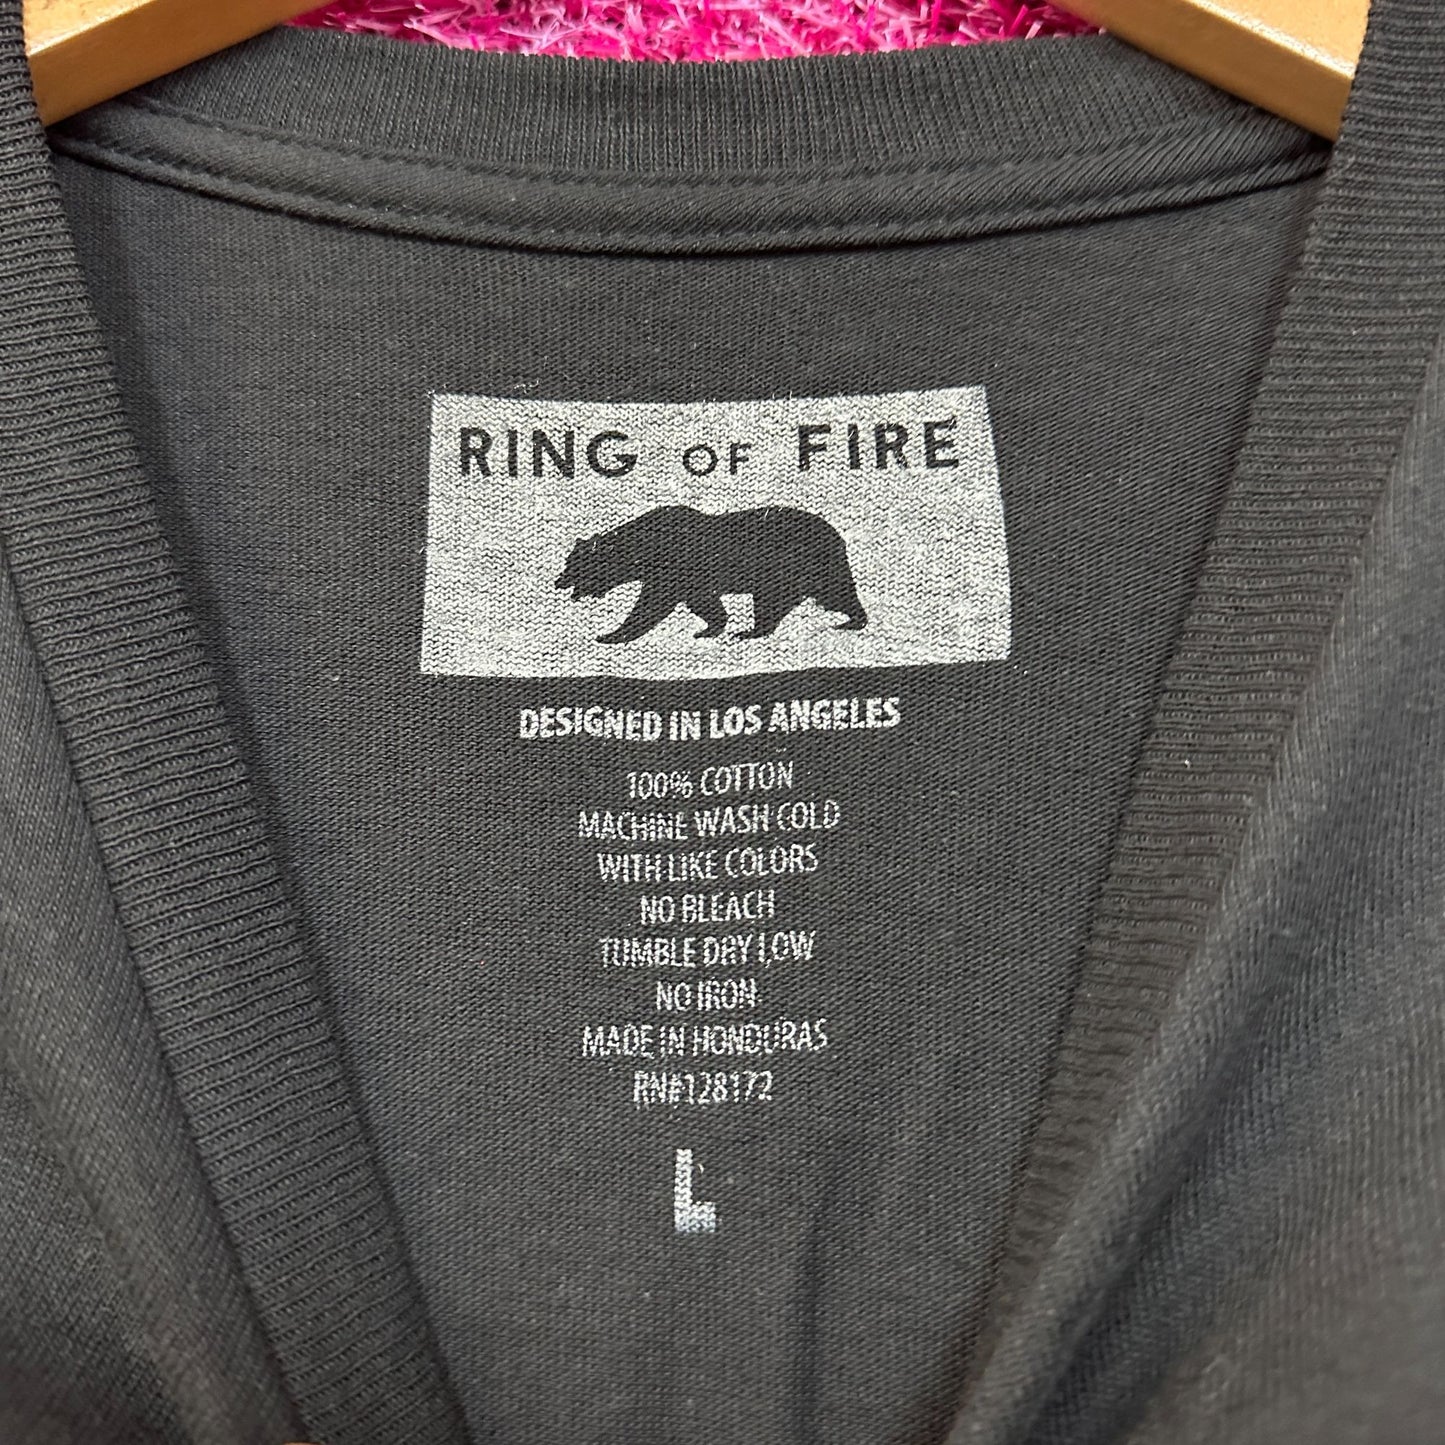 RING OF FIRE
DESIGNED IN LOS ANGELES
100% COTTON
MACHINE WASH COLD
WITH LIKE COLORS
NO BLEACH
TUMBLE DRY LOW
NO IRON
MADE IN HONDURAS
RN#128172
L